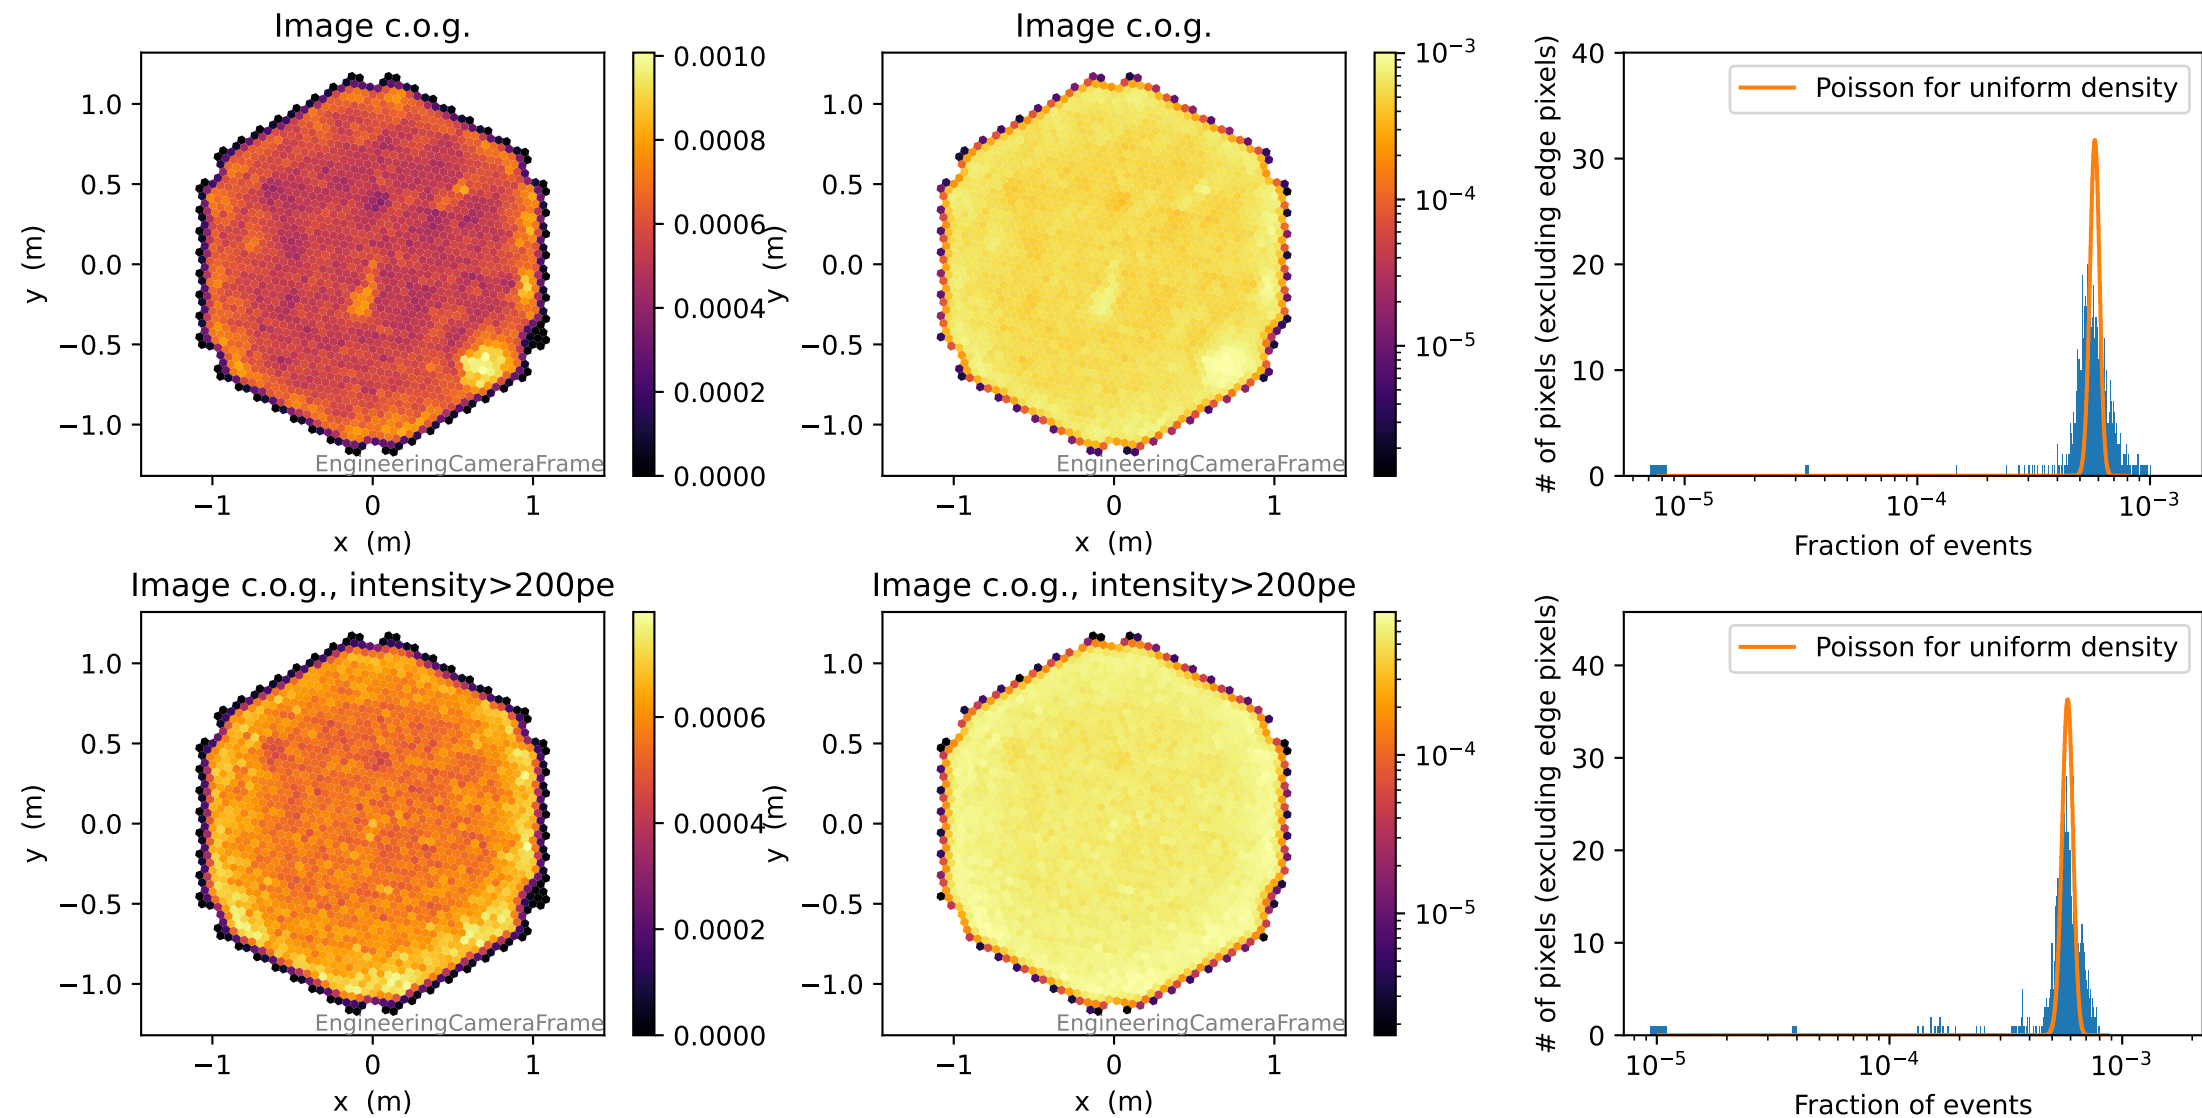 Image c.o.g.
1.0
0.5
0.0
−0.5
−1.0
y (m)
−1 0 1
x (m)
EngineeringCameraFrame
0.0010
0.0008
0.0006
0.0004
0.0002
0.0000
Image c.o.g.
1.0
0.5
0.0
−0.5
−1.0
y (m)
−1 0 1
x (m)
EngineeringCameraFrame
10−3
10−4
10−5
# of pixels (excluding edge pixels)
40
30
20
10
0
Poisson for uniform density
10−5 10−4 10−3
Fraction of events
Image c.o.g., intensity>200pe
1.0
0.5
0.0
−0.5
−1.0
y (m)
−1 0 1
x (m)
EngineeringCameraFrame
0.0006
0.0004
0.0002
0.0000
Image c.o.g., intensity>200pe
1.0
0.5
0.0
−0.5
−1.0
y (m)
−1 0 1
x (m)
EngineeringCameraFrame
10−4
10−5
# of pixels (excluding edge pixels)
40
30
20
10
0
Poisson for uniform density
10−5 10−4 10−3
Fraction of events